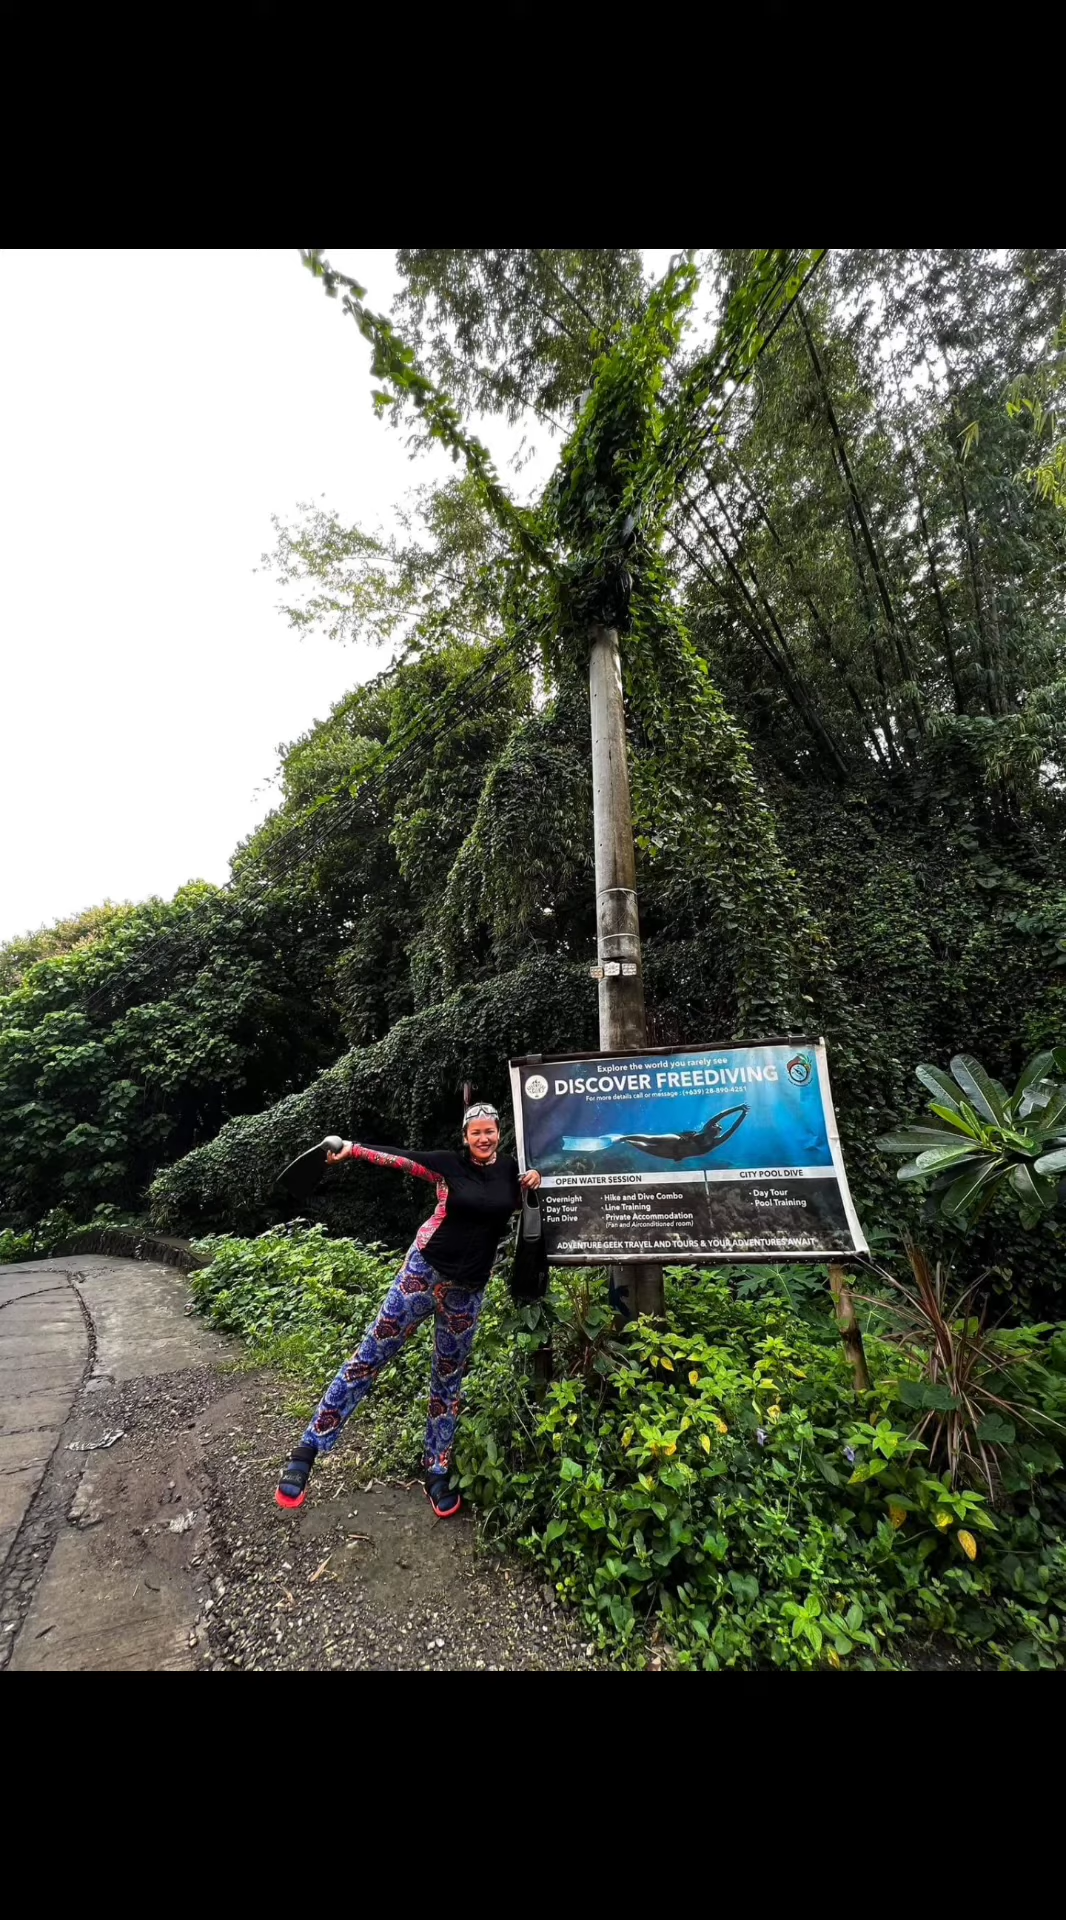 Explore the world you rarely see
DISCOVER FREEDIVING
For more details call or message : (+639) 28-890-4251
OPEN WATER SESSION
· Overnight
· Day Tour
· Fun Dive
· Hike and Dive Combo
· Line Training
· Private Accommodation
(Fan and Airconditioned room)
CITY POOL DIVE
· Day Tour
· Pool Training
ADVENTURE GEEK TRAVEL AND TOURS & YOUR ADVENTURES AWAIT